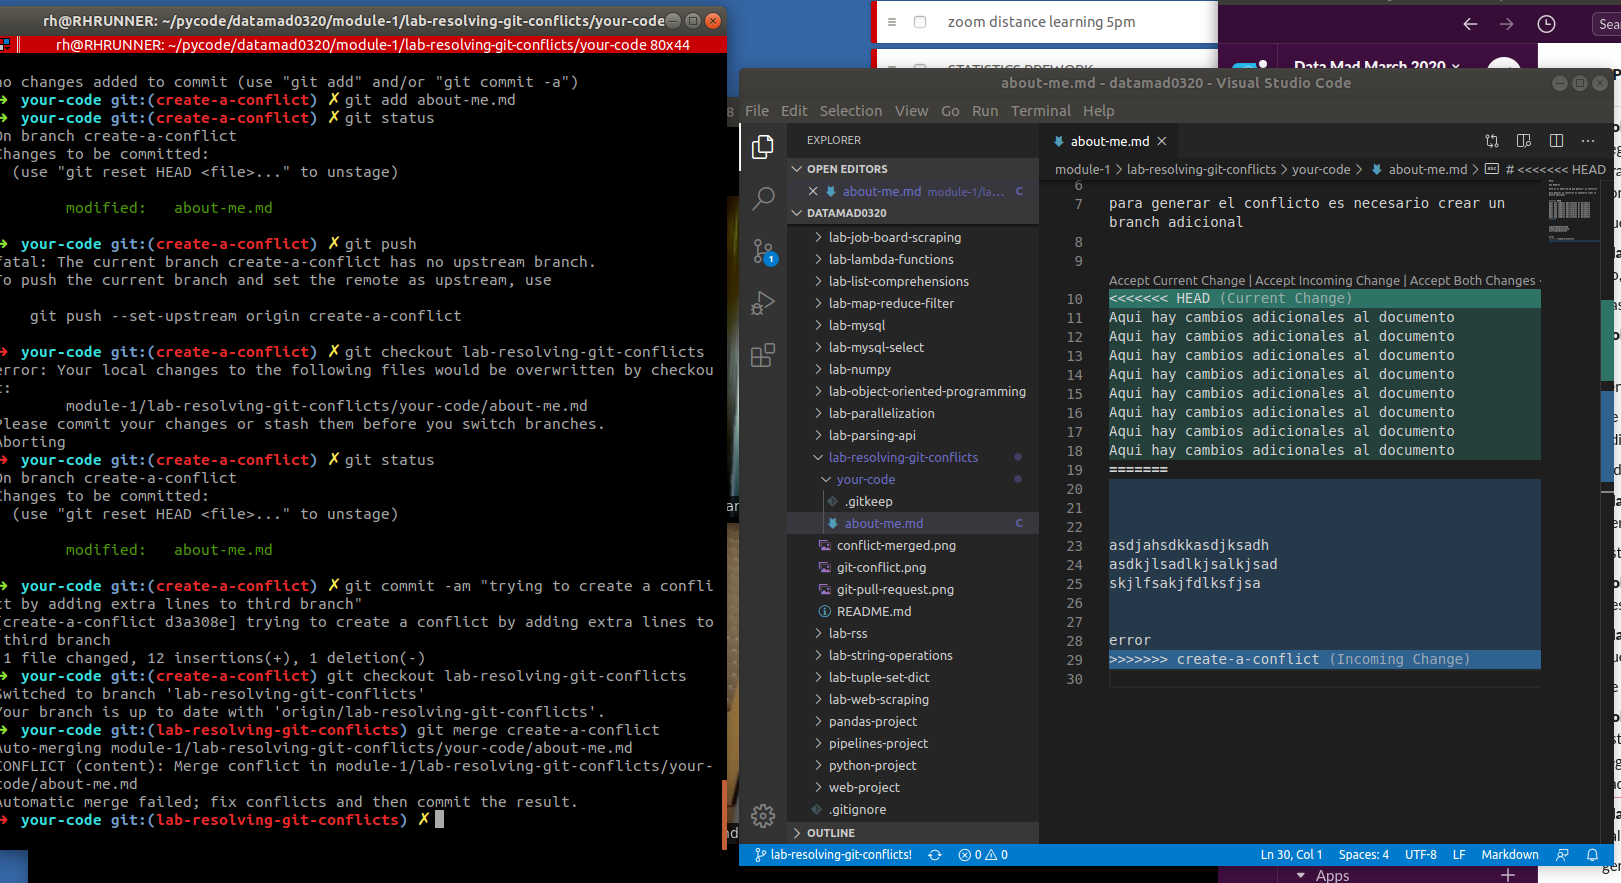 rh@RHRUNNER: ~/pycode/datamad0320/module-1/lab-resolving-git-conflicts/your-code
rh@RHRUNNER: ~/pycode/datamad0320/module-1/lab-resolving-git-conflicts/your-code 80x44
no changes added to commit (use "git add" and/or "git commit -a")
➜ your-code git:(create-a-conflict) ✗ git add about-me.md
➜ your-code git:(create-a-conflict) ✗ git status
On branch create-a-conflict
Changes to be committed:
(use "git reset HEAD <file>..." to unstage)
modified: about-me.md
➜ your-code git:(create-a-conflict) ✗ git push
fatal: The current branch create-a-conflict has no upstream branch.
To push the current branch and set the remote as upstream, use
git push --set-upstream origin create-a-conflict
➜ your-code git:(create-a-conflict) ✗ git checkout lab-resolving-git-conflicts
error: Your local changes to the following files would be overwritten by checkou
t:
module-1/lab-resolving-git-conflicts/your-code/about-me.md
Please commit your changes or stash them before you switch branches.
Aborting
➜ your-code git:(create-a-conflict) ✗ git status
On branch create-a-conflict
Changes to be committed:
(use "git reset HEAD <file>..." to unstage)
modified: about-me.md
➜ your-code git:(create-a-conflict) ✗ git commit -am "trying to create a confli
ct by adding extra lines to third branch"
[create-a-conflict d3a308e] trying to create a conflict by adding extra lines to
third branch
1 file changed, 12 insertions(+), 1 deletion(-)
➜ your-code git:(create-a-conflict) git checkout lab-resolving-git-conflicts
Switched to branch 'lab-resolving-git-conflicts'
Your branch is up to date with 'origin/lab-resolving-git-conflicts'.
➜ your-code git:(lab-resolving-git-conflicts) git merge create-a-conflict
Auto-merging module-1/lab-resolving-git-conflicts/your-code/about-me.md
CONFLICT (content): Merge conflict in module-1/lab-resolving-git-conflicts/your-
code/about-me.md
Automatic merge failed; fix conflicts and then commit the result.
➜ your-code git:(lab-resolving-git-conflicts) ✗
zoom distance learning 5pm
STATISTICS PREWORK
Data Mad March 2020
Sea
about-me.md - datamad0320 - Visual Studio Code
File Edit Selection View Go Run Terminal Help
EXPLORER
OPEN EDITORS
about-me.md module-1/la... C
DATAMAD0320
lab-job-board-scraping
lab-lambda-functions
lab-list-comprehensions
lab-map-reduce-filter
lab-mysql
lab-mysql-select
lab-numpy
lab-object-oriented-programming
lab-parallelization
lab-parsing-api
lab-resolving-git-conflicts
your-code
.gitkeep
about-me.md C
conflict-merged.png
git-conflict.png
git-pull-request.png
README.md
lab-rss
lab-string-operations
lab-tuple-set-dict
lab-web-scraping
pandas-project
pipelines-project
python-project
web-project
.gitignore
OUTLINE
1
about-me.md
module-1 > lab-resolving-git-conflicts > your-code > about-me.md > # <<<<<<< HEAD
6
7 para generar el conflicto es necesario crear un
branch adicional
8
9
Accept Current Change | Accept Incoming Change | Accept Both Changes
10 <<<<<<< HEAD (Current Change)
11 Aqui hay cambios adicionales al documento
12 Aqui hay cambios adicionales al documento
13 Aqui hay cambios adicionales al documento
14 Aqui hay cambios adicionales al documento
15 Aqui hay cambios adicionales al documento
16 Aqui hay cambios adicionales al documento
17 Aqui hay cambios adicionales al documento
18 Aqui hay cambios adicionales al documento
19 =======
20
21
22
23 asdjahsdkkasdjksadh
24 asdkjlsadlkjsalkjsad
25 skjlfsakjfdlksfjsa
26
27
28 error
29 >>>>>>> create-a-conflict (Incoming Change)
30
lab-resolving-git-conflicts! 0 0 Ln 30, Col 1 Spaces: 4 UTF-8 LF Markdown
Apps